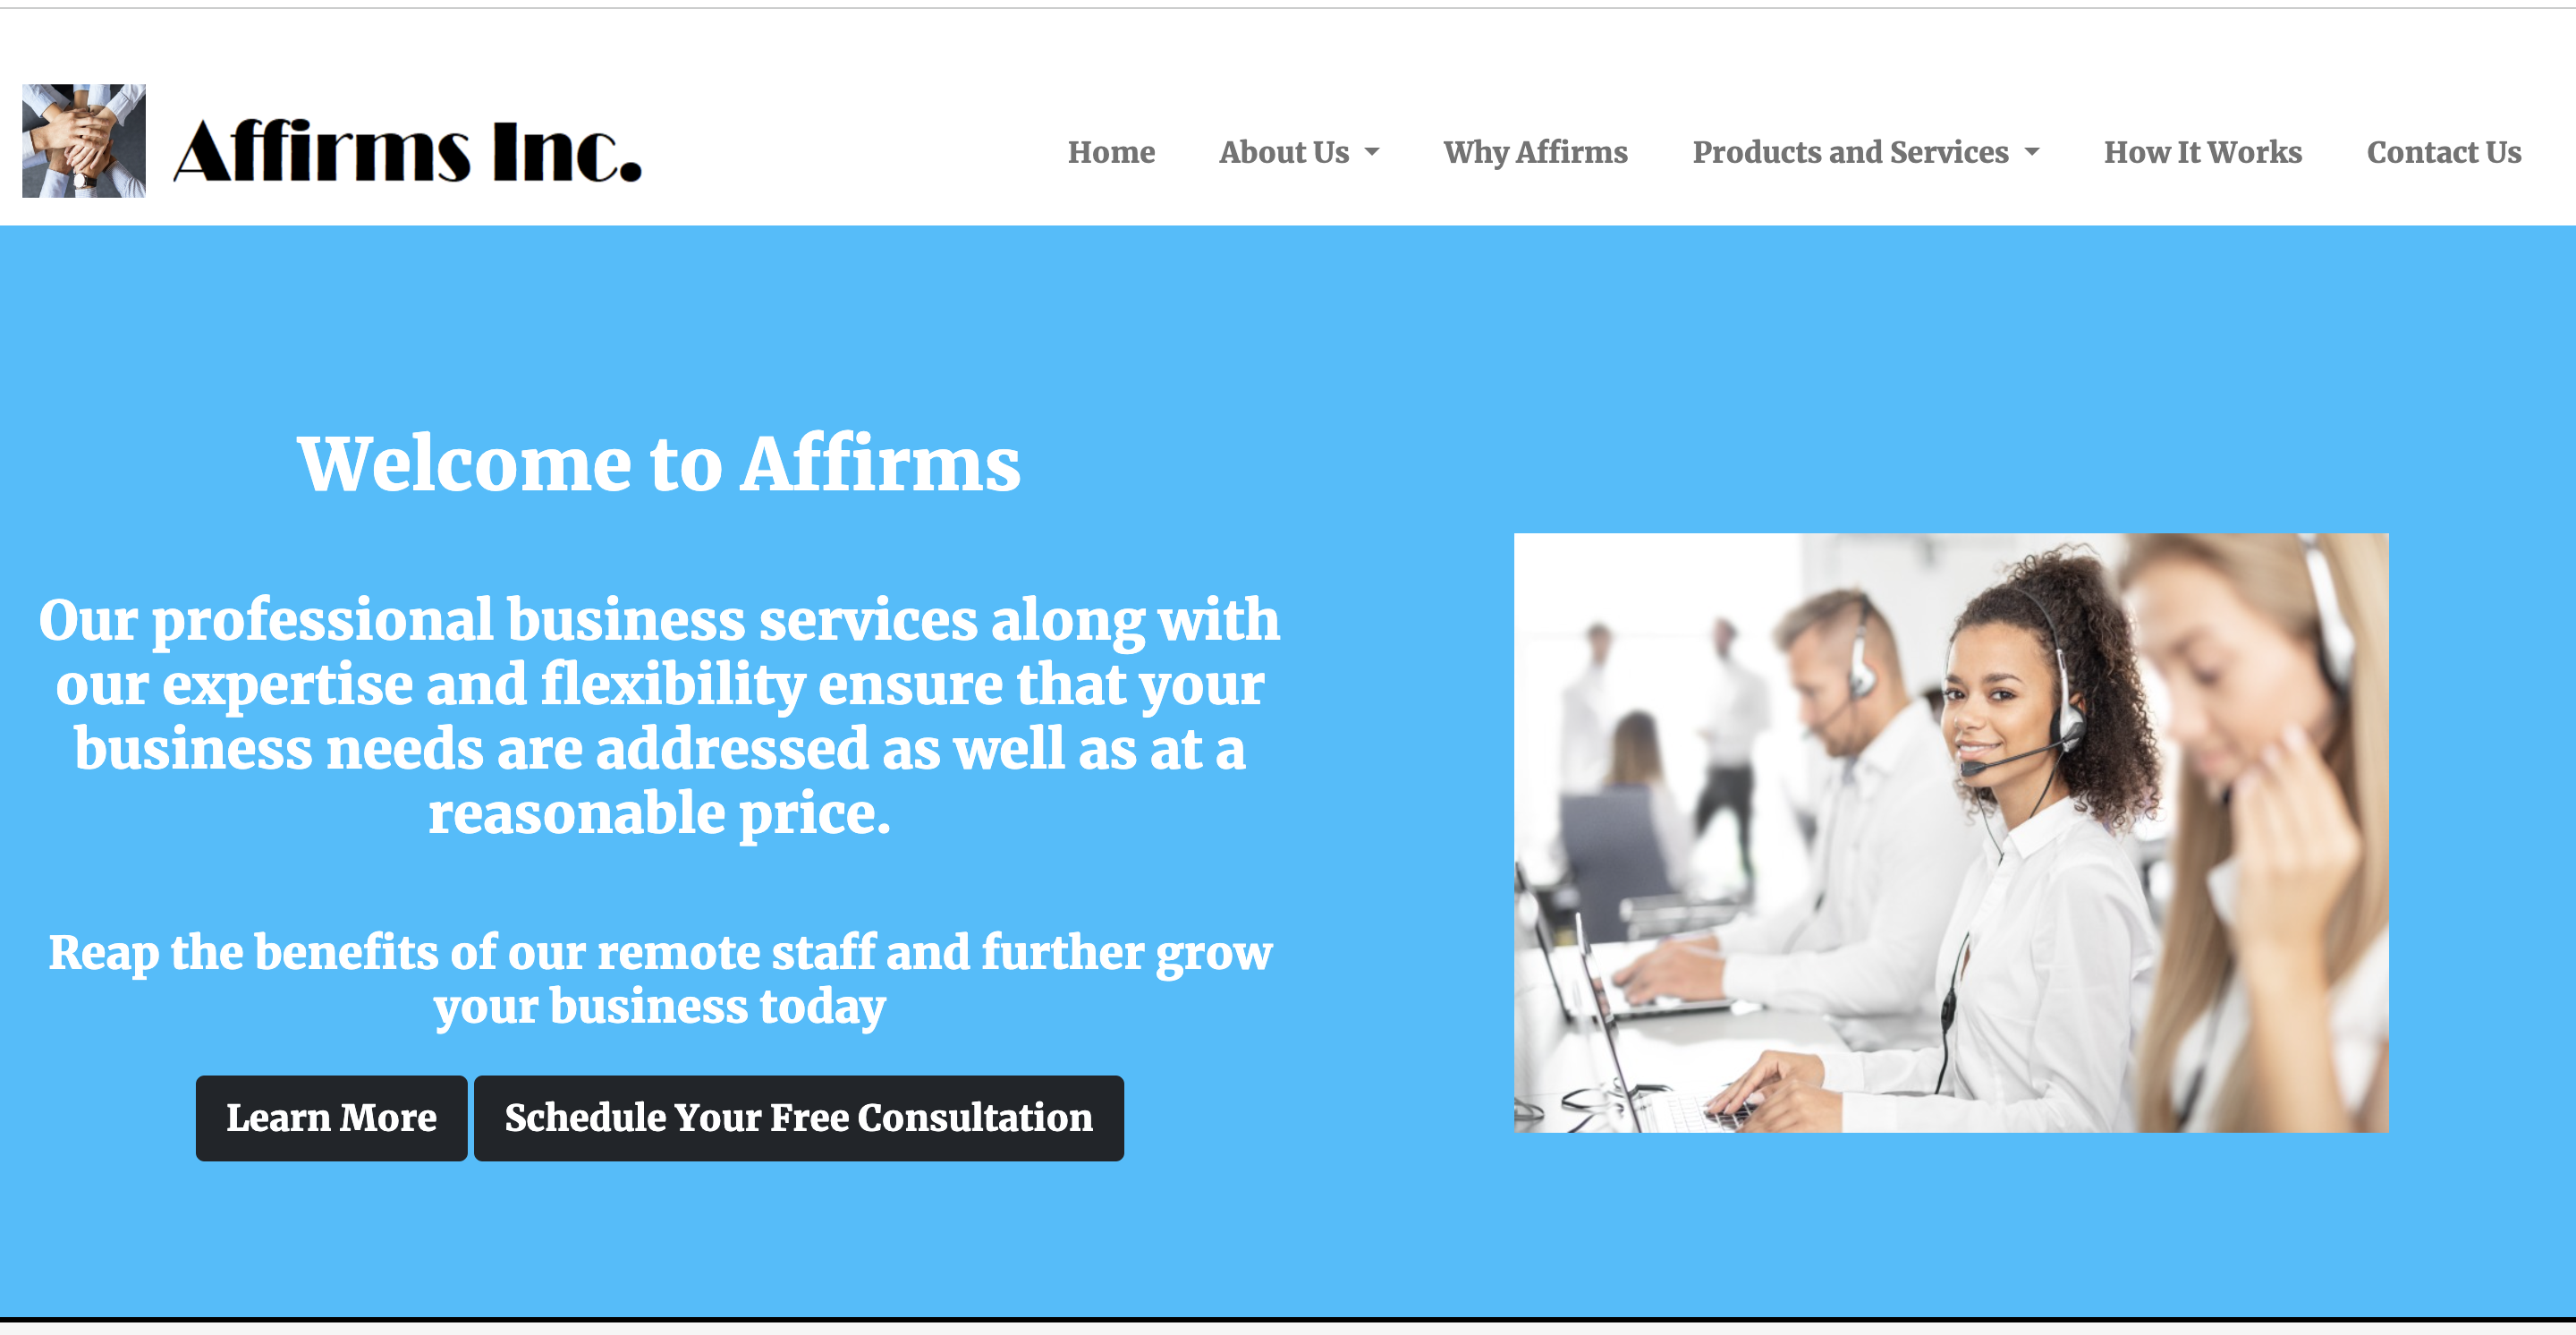 Affirms Inc.
Home
About Us
Why Affirms
Products and Services
How It Works
Contact Us
Welcome to Affirms
Our professional business services along with
our expertise and flexibility ensure that your
business needs are addressed as well as at a
reasonable price.
Reap the benefits of our remote staff and further grow
your business today
Learn More
Schedule Your Free Consultation